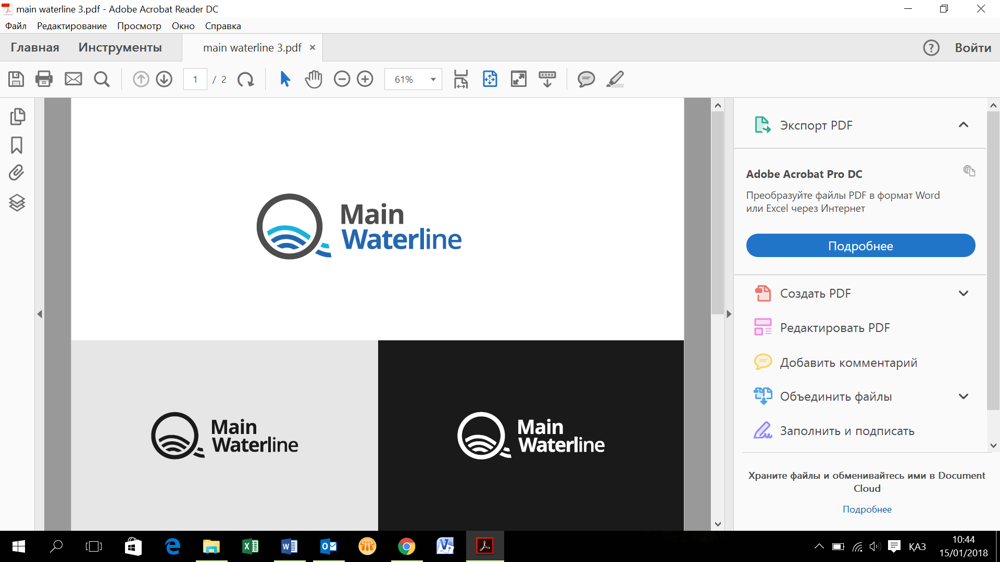 main waterline 3.pdf - Adobe Acrobat Reader DC
Файл Редактирование Просмотр Окно Справка
Главная Инструменты main waterline 3.pdf Войти
1 / 2 61%
Main
Waterline
Main
Waterline
Main
Waterline
Экспорт PDF
Adobe Acrobat Pro DC
Преобразуйте файлы PDF в формат Word
или Excel через Интернет
Подробнее
Создать PDF
Редактировать PDF
Добавить комментарий
Объединить файлы
Заполнить и подписать
Храните файлы и обменивайтесь ими в Document
Cloud
Подробнее
ҚАЗ
10:44
15/01/2018